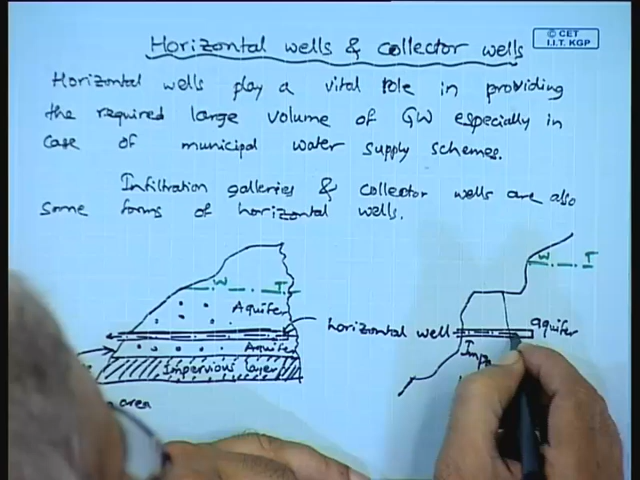 Horizontal wells & collector wells
© CET
I.I.T. KGP
Horizontal wells play a vital role in providing
the required large volume of GW especially in
case of municipal water supply schemes.
Infiltration galleries & collector wells are also
some forms of horizontal wells.
W T
W T
Aquifer
horizontal well
aquifer
Aquifer
Impervious layer
area